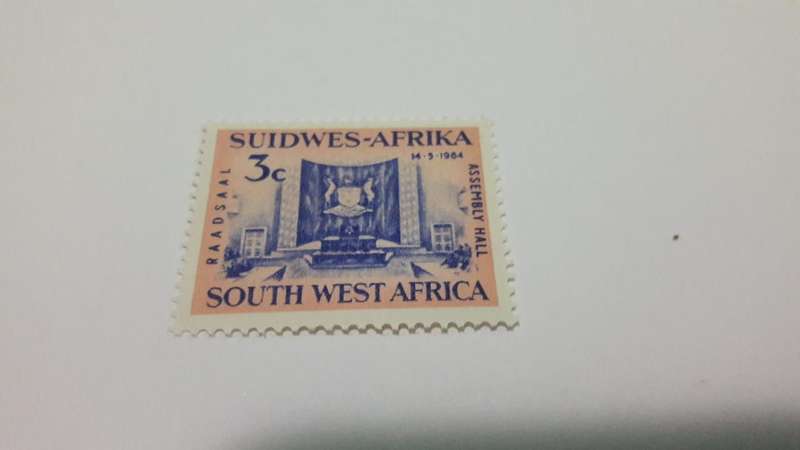 SUIDWES-AFRIKA
14-5-1964
3c
RAADSAAL
ASSEMBLY HALL
SOUTH WEST AFRICA